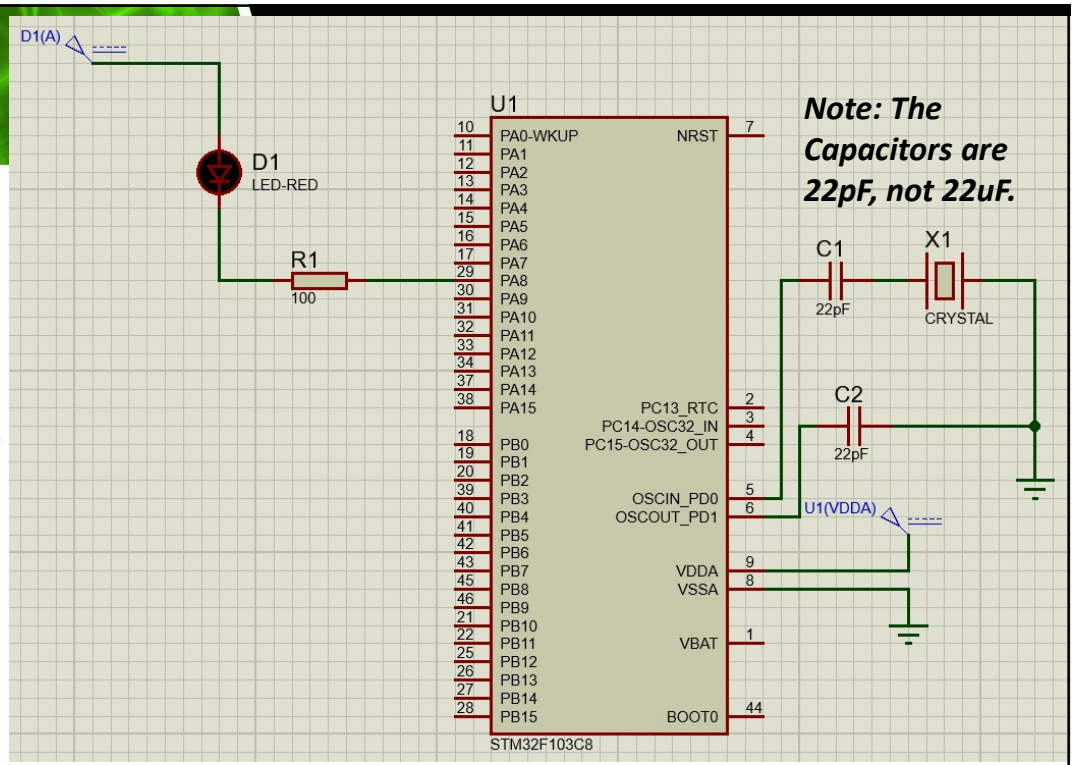 D1(A)
D1
LED-RED
R1
100
U1
10 PA0-WKUP
11 PA1
12 PA2
13 PA3
14 PA4
15 PA5
16 PA6
17 PA7
29 PA8
30 PA9
31 PA10
32 PA11
33 PA12
34 PA13
37 PA14
38 PA15
18 PB0
19 PB1
20 PB2
39 PB3
40 PB4
41 PB5
42 PB6
43 PB7
45 PB8
46 PB9
21 PB10
22 PB11
25 PB12
26 PB13
27 PB14
28 PB15
NRST 7
PC13_RTC 2
PC14-OSC32_IN 3
PC15-OSC32_OUT 4
OSCIN_PD0 5
OSCOUT_PD1 6
VDDA 9
VSSA 8
VBAT 1
BOOT0 44
STM32F103C8
Note: The
Capacitors are
22pF, not 22uF.
C1
22pF
X1
CRYSTAL
C2
22pF
U1(VDDA)